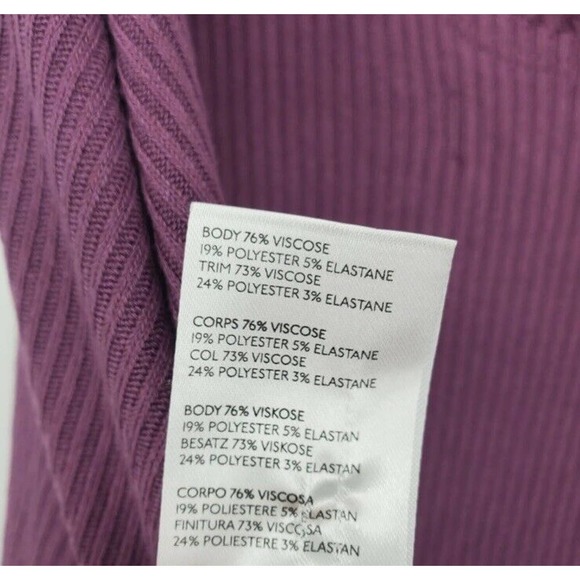 BODY 76% VISCOSE
19% POLYESTER 5% ELASTANE
TRIM 73% VISCOSE
24% POLYESTER 3% ELASTANE
CORPS 76% VISCOSE
19% POLYESTER 5% ELASTANE
COL 73% VISCOSE
24% POLYESTER 3% ELASTANE
BODY 76% VISKOSE
19% POLYESTER 5% ELASTAN
BESATZ 73% VISKOSE
24% POLYESTER 3% ELASTAN
CORPO 76% VISCOSA
19% POLIESTERE 5% ELASTAN
FINITURA 73% VISCOSA
24% POLIESTERE 3% ELASTAN